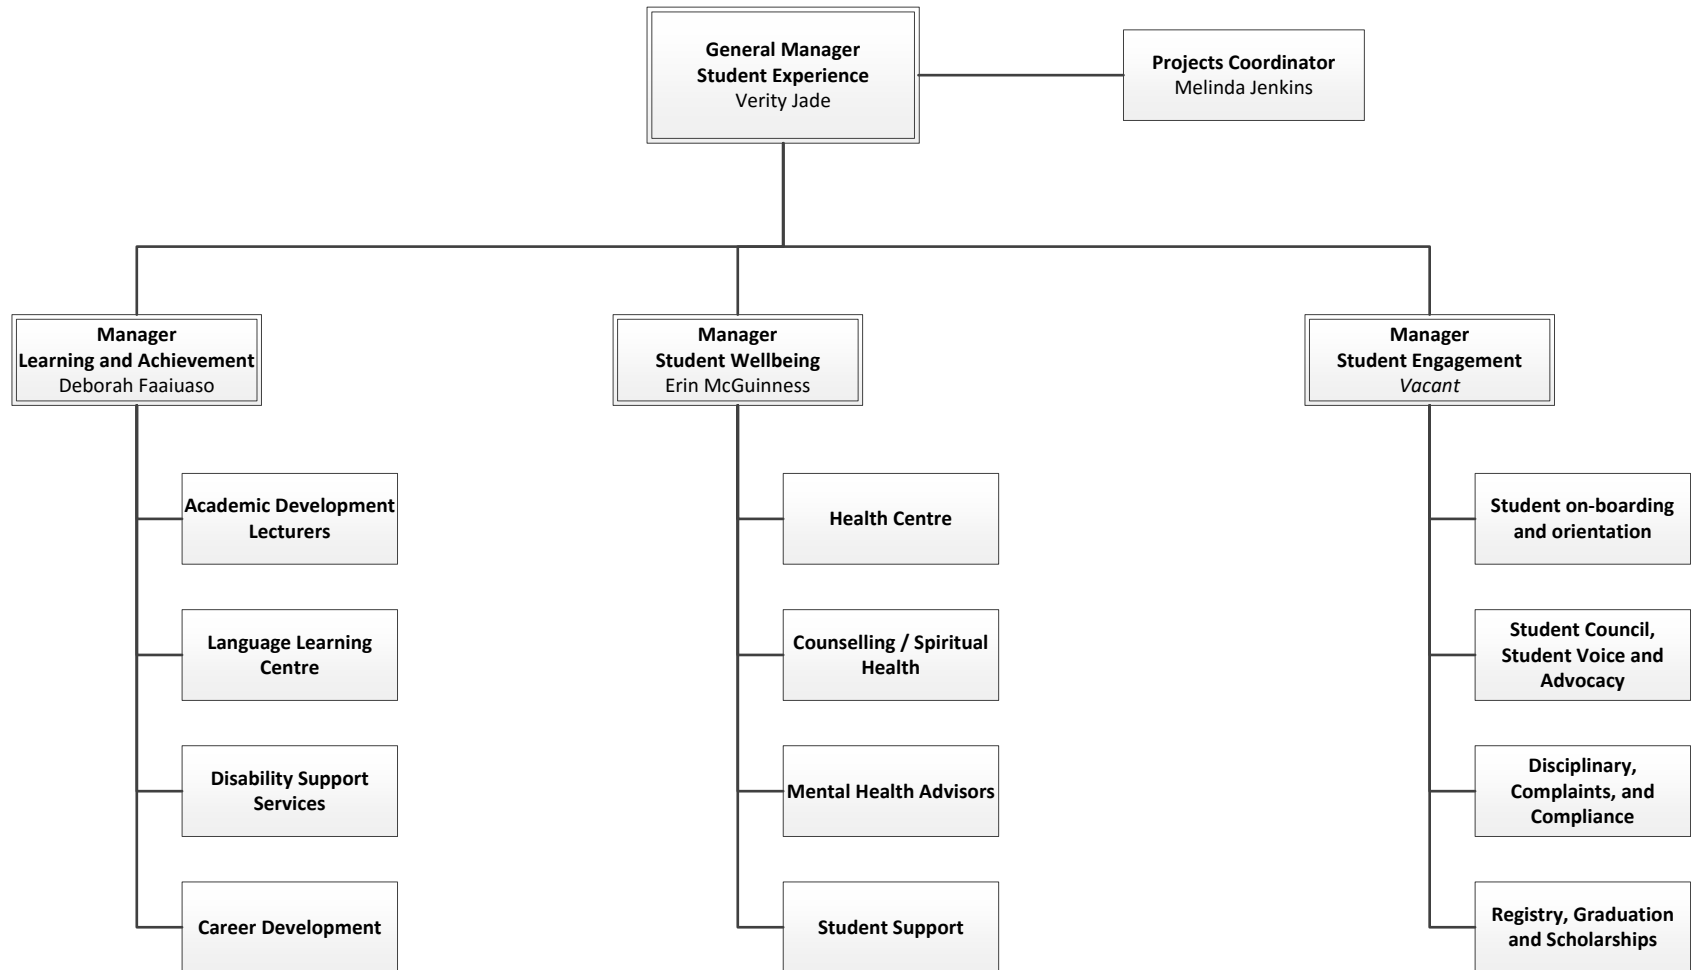 General Manager
Student Experience
Verity Jade
Projects Coordinator
Melinda Jenkins
Manager
Learning and Achievement
Deborah Faaiuaso
Manager
Student Wellbeing
Erin McGuinness
Manager
Student Engagement
Vacant
Academic Development
Lecturers
Language Learning
Centre
Disability Support
Services
Career Development
Health Centre
Counselling / Spiritual
Health
Mental Health Advisors
Student Support
Student on-boarding
and orientation
Student Council,
Student Voice and
Advocacy
Disciplinary,
Complaints, and
Compliance
Registry, Graduation
and Scholarships